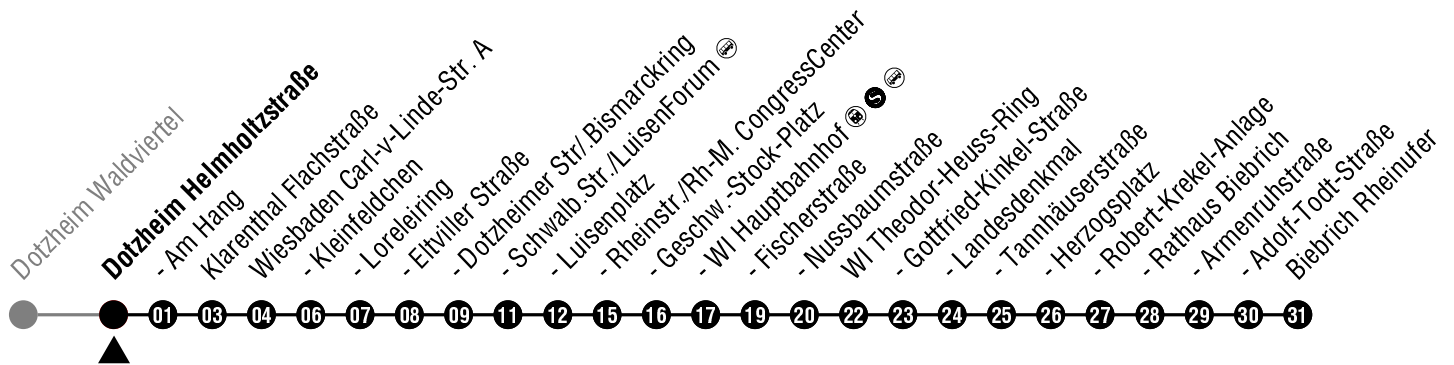 Dotzheim Waldviertel
Dotzheim Helmholtzstraße
- Am Hang
Klarenthal Flachstraße
Wiesbaden Carl-v-Linde-Str. A
- Kleinfeldchen
- Loreleiring
- Eltviller Straße
- Dotzheimer Str/.Bismarckring
- Schwalb.Str./LuisenForum
- Luisenplatz
- Rheinstr./Rh-M. CongressCenter
- Geschw.-Stock-Platz
- WI Hauptbahnhof S
- Fischerstraße
- Nussbaumstraße
WI Theodor-Heuss-Ring
- Gottfried-Kinkel-Straße
- Landesdenkmal
- Tannhäuserstraße
- Herzogsplatz
- Robert-Krekel-Anlage
- Rathaus Biebrich
- Armenruhstraße
- Adolf-Todt-Straße
Biebrich Rheinufer
01 03 04 06 07 08 09 11 12 15 16 17 19 20 22 23 24 25 26 27 28 29 30 31